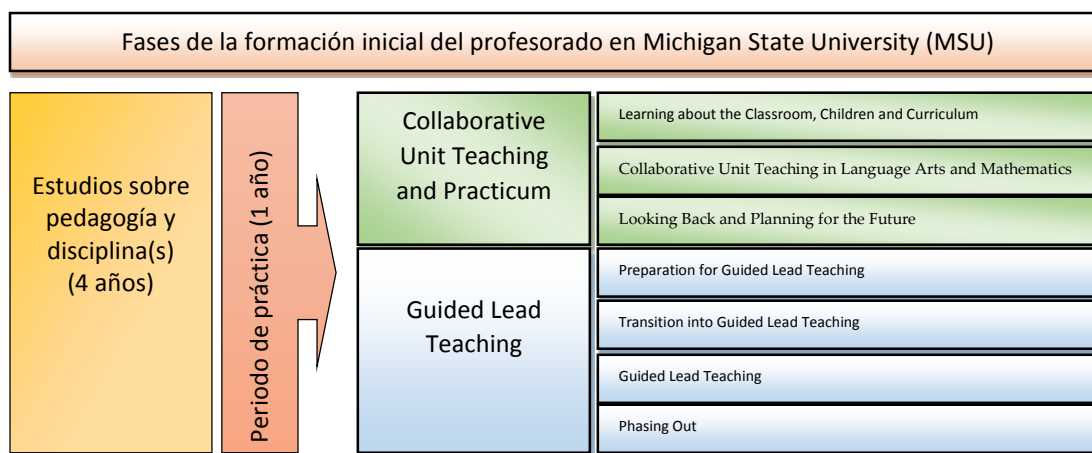 Fases de la formación inicial del profesorado en Michigan State University (MSU)
Estudios sobre
pedagogía y
disciplina(s)
(4 años)
Periodo de práctica (1 año)
Collaborative
Unit Teaching
and Practicum
Learning about the Classroom, Children and Curriculum
Collaborative Unit Teaching in Language Arts and Mathematics
Looking Back and Planning for the Future
Guided Lead
Teaching
Preparation for Guided Lead Teaching
Transition into Guided Lead Teaching
Guided Lead Teaching
Phasing Out